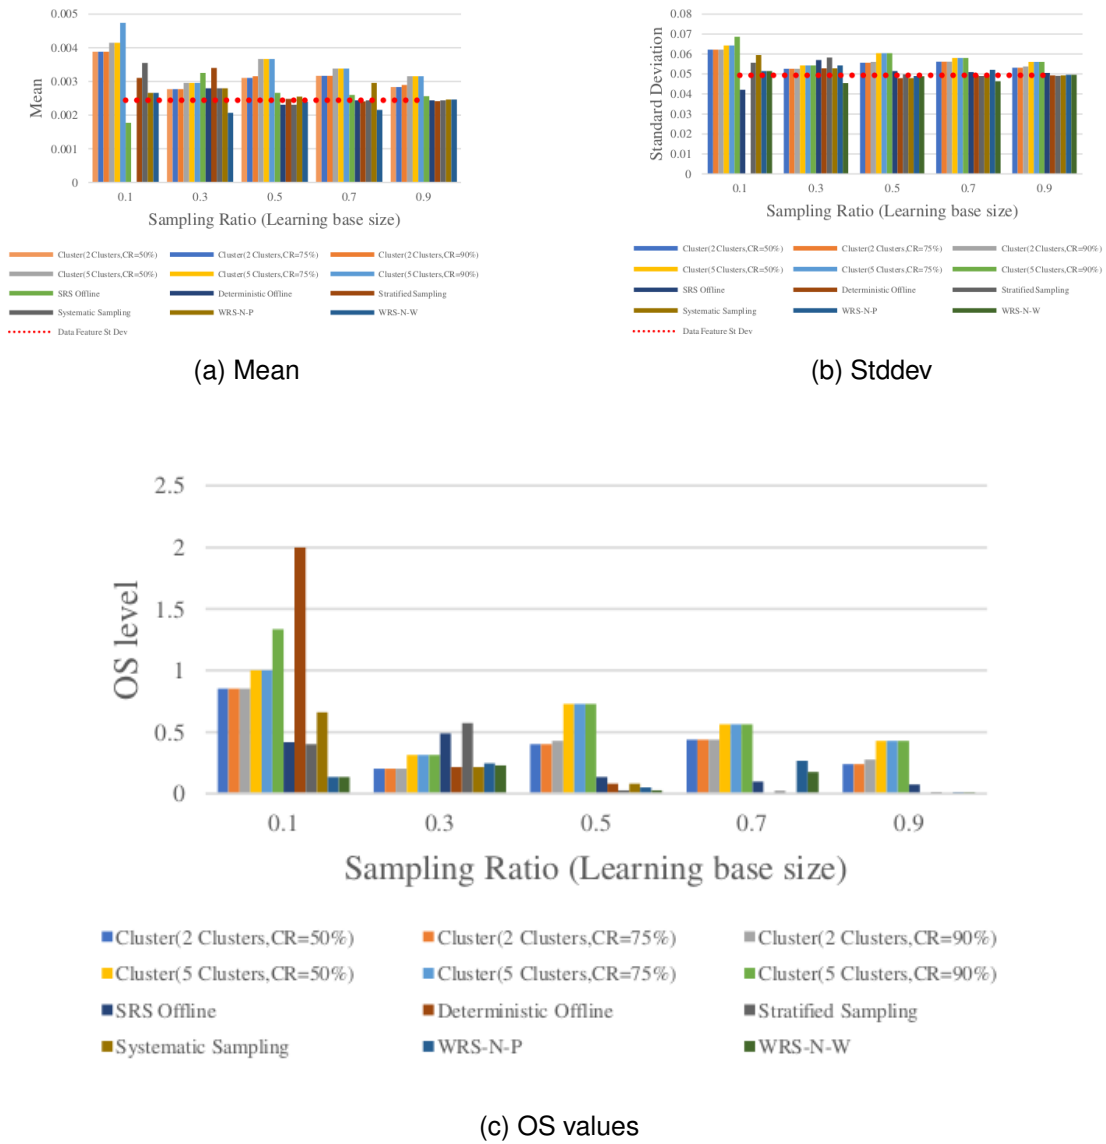 0.005
0.004
0.003
0.002
0.001
0
Mean
0.1 0.3 0.5 0.7 0.9
Sampling Ratio (Learning base size)
Cluster(2 Clusters,CR=50%) Cluster(2 Clusters,CR=75%) Cluster(2 Clusters,CR=90%)
Cluster(5 Clusters,CR=50%) Cluster(5 Clusters,CR=75%) Cluster(5 Clusters,CR=90%)
SRS Offline Deterministic Offline Stratified Sampling
Systematic Sampling WRS-N-P WRS-N-W
Data Feature St Dev
(a) Mean
0.08
0.07
0.06
0.05
0.04
0.03
0.02
0.01
0
Standard Deviation
0.1 0.3 0.5 0.7 0.9
Sampling Ratio (Learning base size)
Cluster(2 Clusters,CR=50%) Cluster(2 Clusters,CR=75%) Cluster(2 Clusters,CR=90%)
Cluster(5 Clusters,CR=50%) Cluster(5 Clusters,CR=75%) Cluster(5 Clusters,CR=90%)
SRS Offline Deterministic Offline Stratified Sampling
Systematic Sampling WRS-N-P WRS-N-W
Data Feature St Dev
(b) Stddev
2.5
2
1.5
1
0.5
0
OS level
0.1 0.3 0.5 0.7 0.9
Sampling Ratio (Learning base size)
Cluster(2 Clusters,CR=50%) Cluster(2 Clusters,CR=75%) Cluster(2 Clusters,CR=90%)
Cluster(5 Clusters,CR=50%) Cluster(5 Clusters,CR=75%) Cluster(5 Clusters,CR=90%)
SRS Offline Deterministic Offline Stratified Sampling
Systematic Sampling WRS-N-P WRS-N-W
(c) OS values